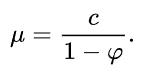 μ = c / (1 − φ).